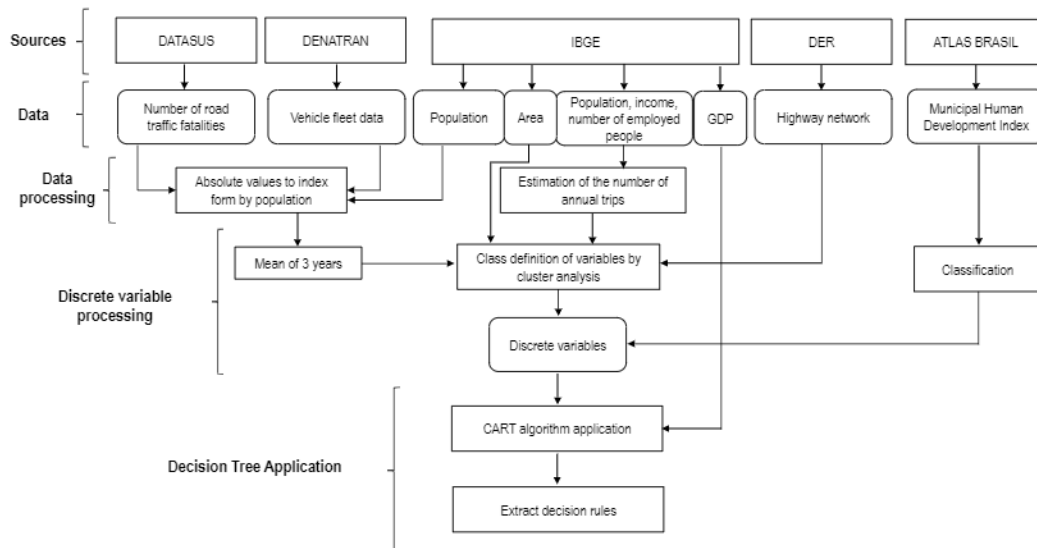 Sources
DATASUS
DENATRAN
IBGE
DER
ATLAS BRASIL
Data
Number of road
traffic fatalities
Vehicle fleet data
Population
Area
Population, income,
number of employed
people
GDP
Highway network
Municipal Human
Development Index
Data
processing
Absolute values to index
form by population
Estimation of the number of
annual trips
Discrete variable
processing
Mean of 3 years
Class definition of variables by
cluster analysis
Classification
Discrete variables
Decision Tree Application
CART algorithm application
Extract decision rules